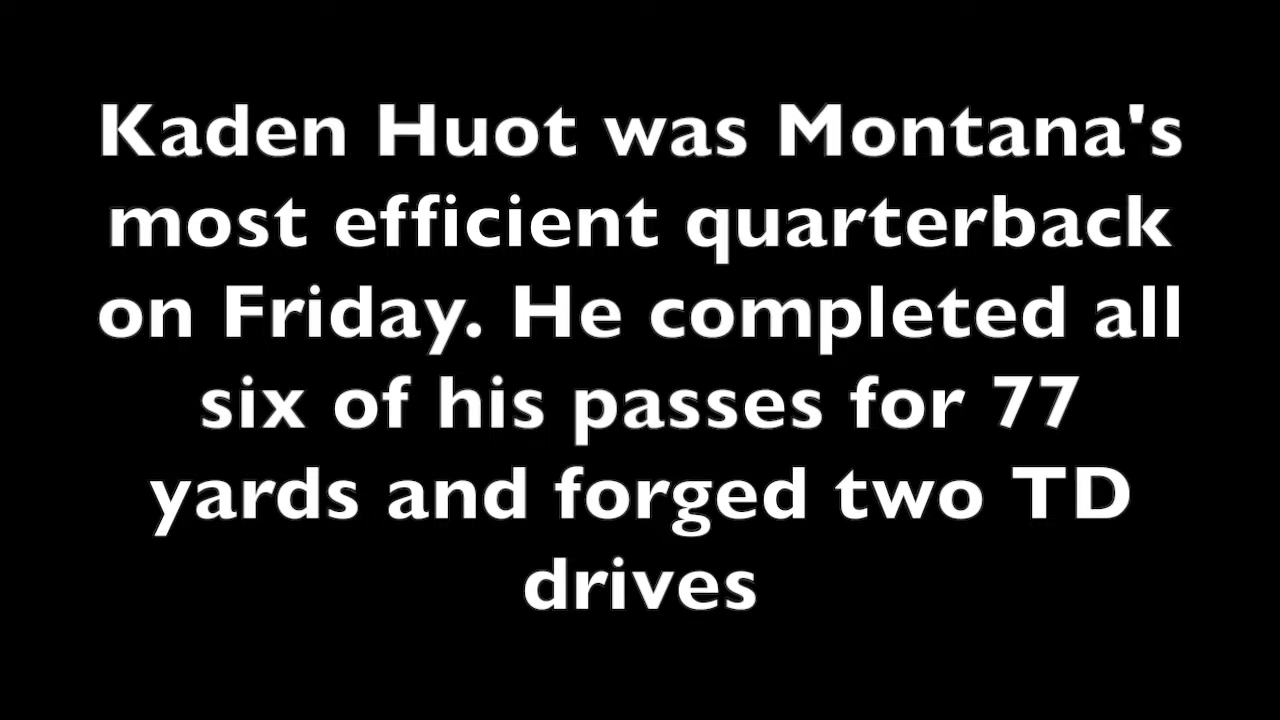 Kaden Huot was Montana's
most efficient quarterback
on Friday. He completed all
six of his passes for 77
yards and forged two TD
drives